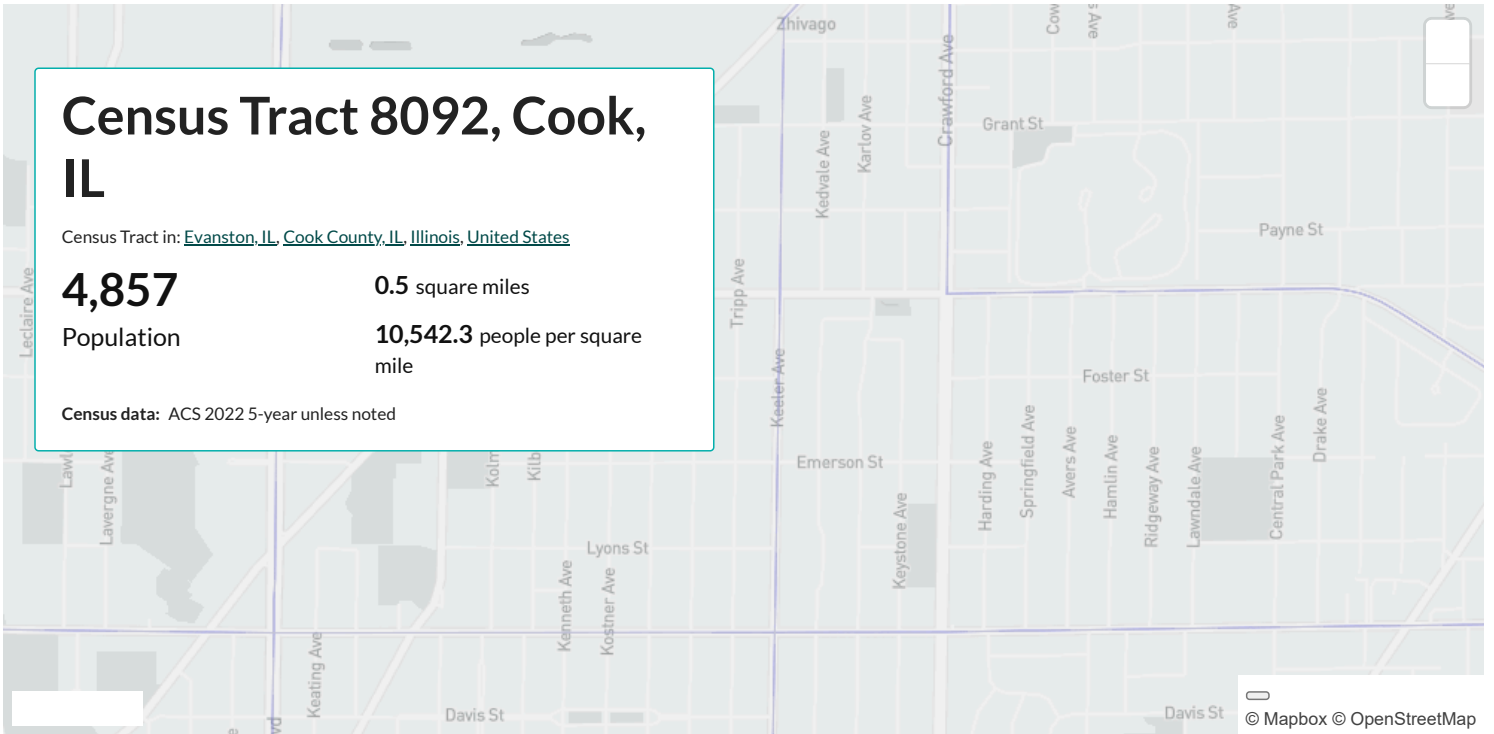 Census Tract 8092, Cook,
IL
Census Tract in: Evanston, IL, Cook County, IL, Illinois, United States
4,857
Population
0.5 square miles
10,542.3 people per square
mile
Census data: ACS 2022 5-year unless noted
Zhivago
Crawford Ave
Grant St
Kedvale Ave
Karlov Ave
Payne St
Leclaire Ave
Tripp Ave
Keeler Ave
Foster St
Drake Ave
Emerson St
Harding Ave
Springfield Ave
Avers Ave
Hamlin Ave
Ridgeway Ave
Lawndale Ave
Central Park Ave
Lavergne Ave
Keystone Ave
Lyons St
Kenneth Ave
Kostner Ave
Keating Ave
Davis St
Davis St
© Mapbox © OpenStreetMap